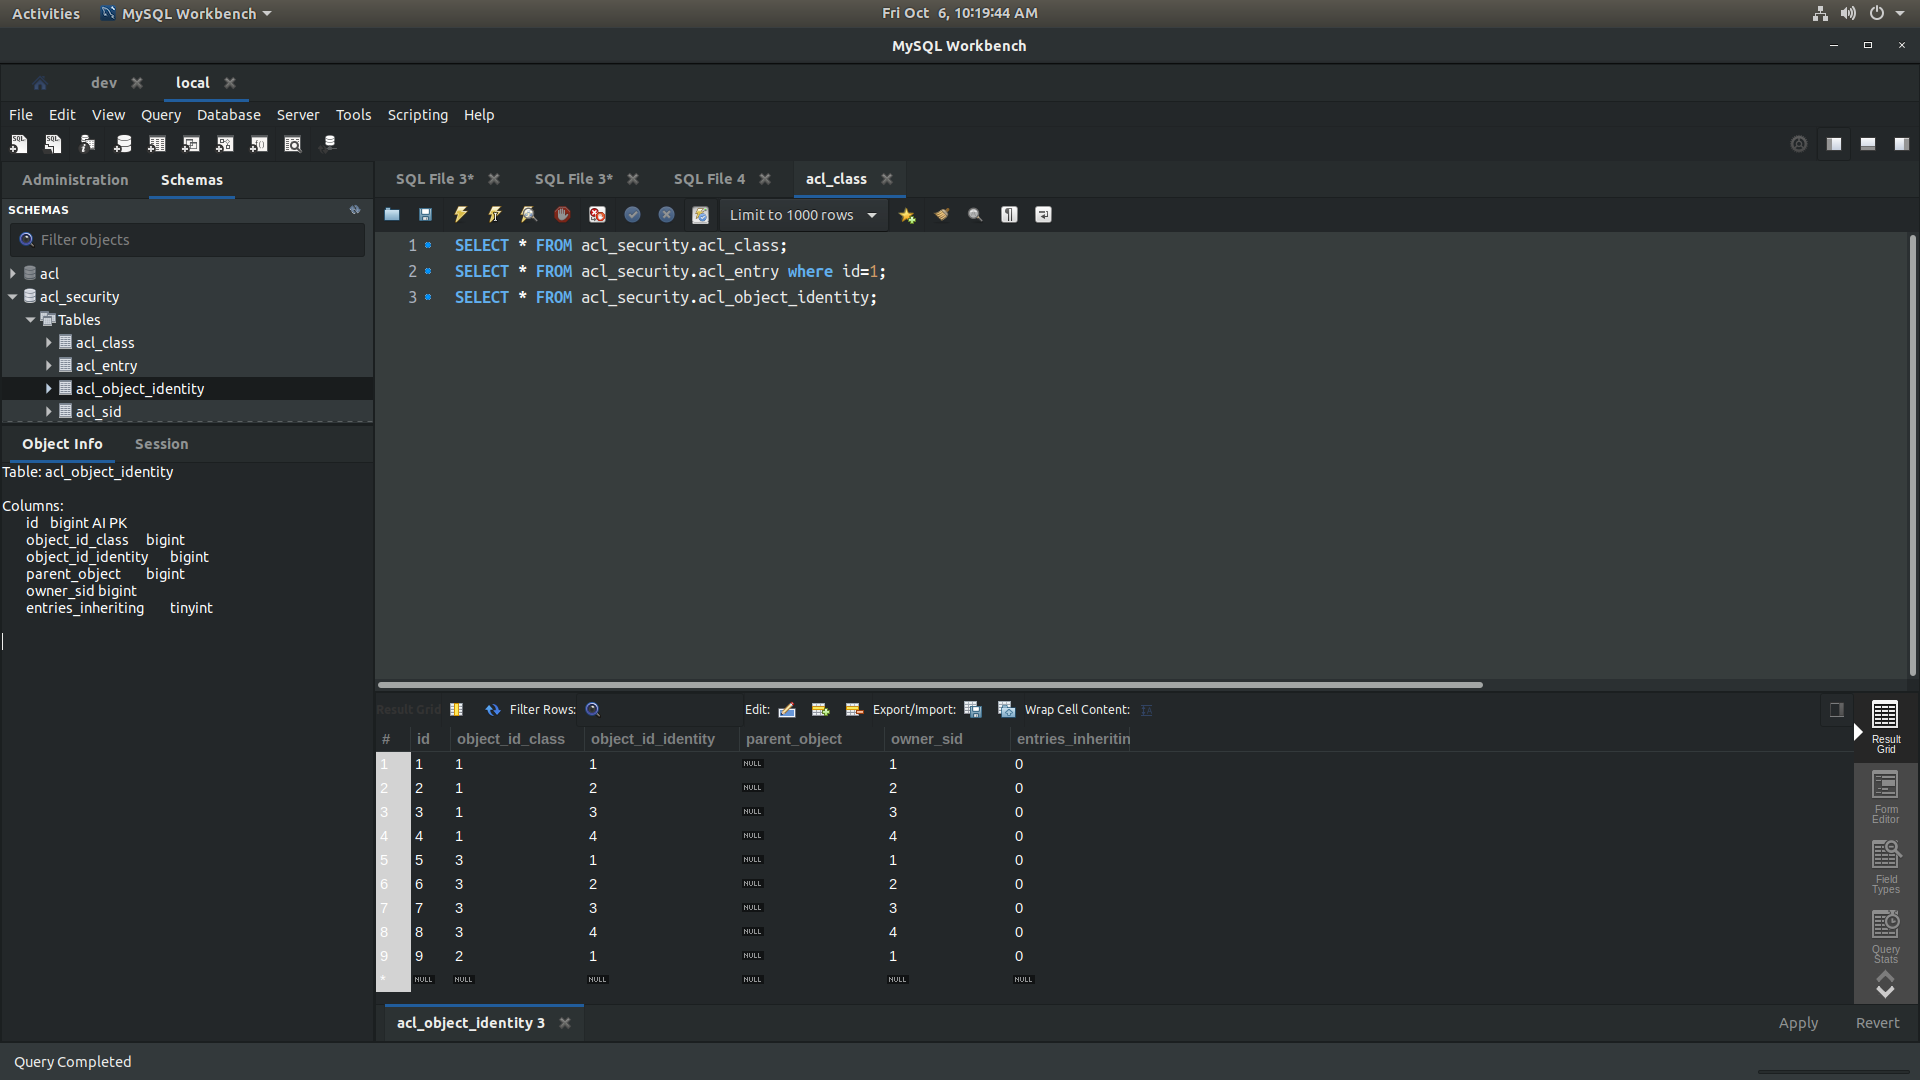 Activities MySQL Workbench Fri Oct 6, 10:19:44 AM
MySQL Workbench
dev local
File Edit View Query Database Server Tools Scripting Help
Administration Schemas
SCHEMAS
Filter objects
acl
acl_security
Tables
acl_class
acl_entry
acl_object_identity
acl_sid
Object Info Session
Table: acl_object_identity
Columns:
id bigint AI PK
object_id_class bigint
object_id_identity bigint
parent_object bigint
owner_sid bigint
entries_inheriting tinyint
SQL File 3* SQL File 3* SQL File 4 acl_class
Limit to 1000 rows
1 SELECT * FROM acl_security.acl_class;
2 SELECT * FROM acl_security.acl_entry where id=1;
3 SELECT * FROM acl_security.acl_object_identity;
Result Grid Filter Rows: Edit: Export/Import: Wrap Cell Content:
# id object_id_class object_id_identity parent_object owner_sid entries_inheritin
1 1 1 1 NULL 1 0
2 2 1 2 NULL 2 0
3 3 1 3 NULL 3 0
4 4 1 4 NULL 4 0
5 5 3 1 NULL 1 0
6 6 3 2 NULL 2 0
7 7 3 3 NULL 3 0
8 8 3 4 NULL 4 0
9 9 2 1 NULL 1 0
* NULL NULL NULL NULL NULL NULL
Result
Grid
Form
Editor
Field
Types
Query
Stats
acl_object_identity 3 Apply Revert
Query Completed